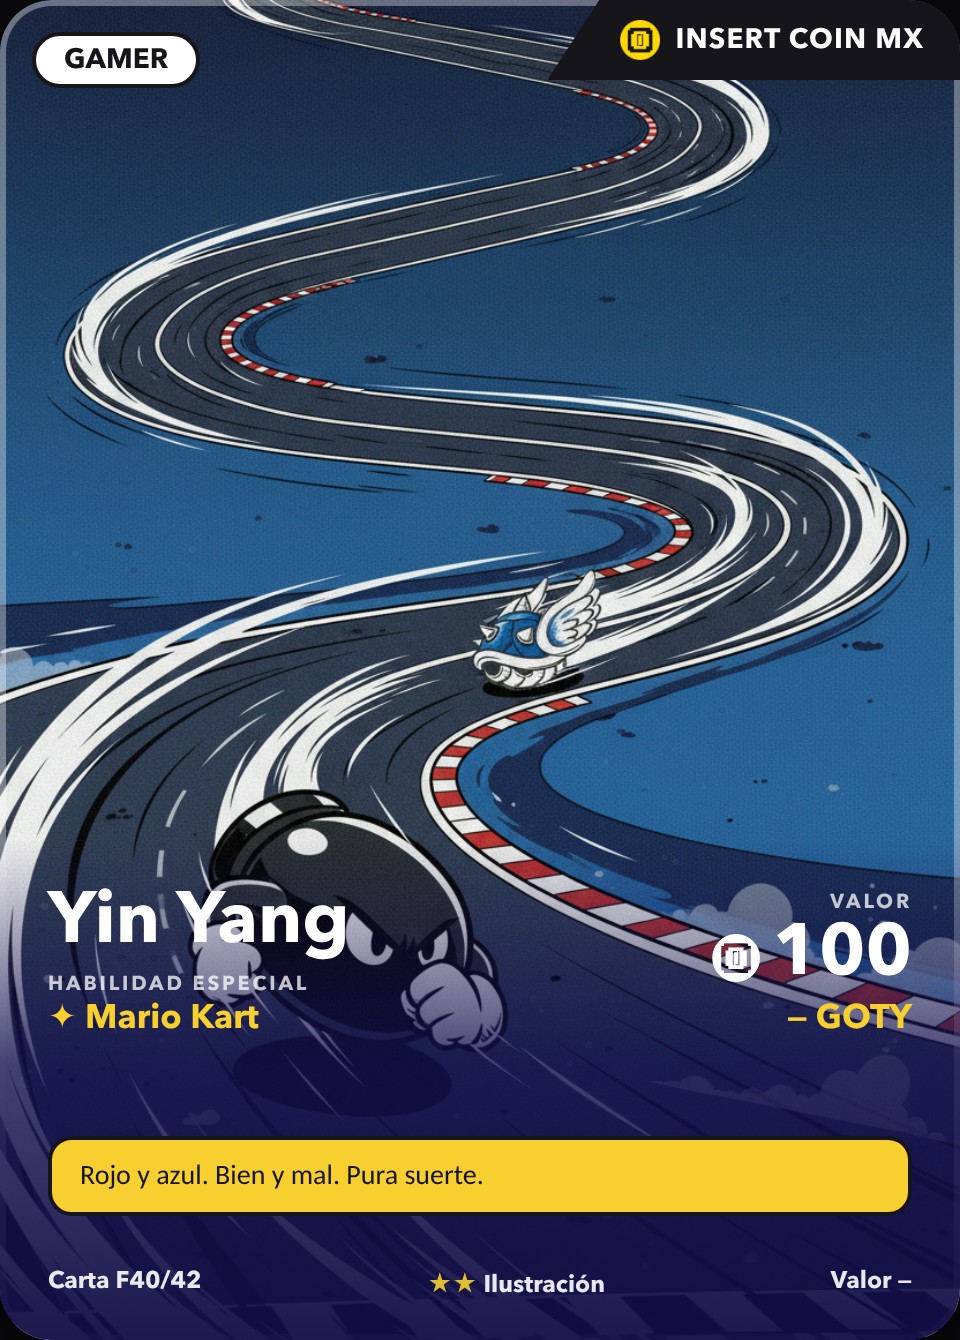 GAMER
INSERT COIN MX
Yin Yang
HABILIDAD ESPECIAL
✦ Mario Kart
VALOR
100
– GOTY
Rojo y azul. Bien y mal. Pura suerte.
Carta F40/42
★★ Ilustración
Valor –